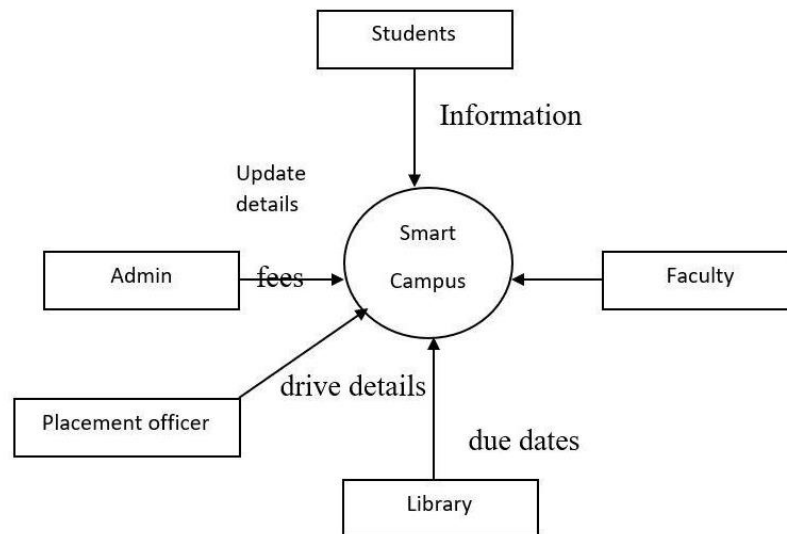 Students
Information
Update
details
Smart
Campus
Admin
fees
Faculty
drive details
Placement officer
due dates
Library